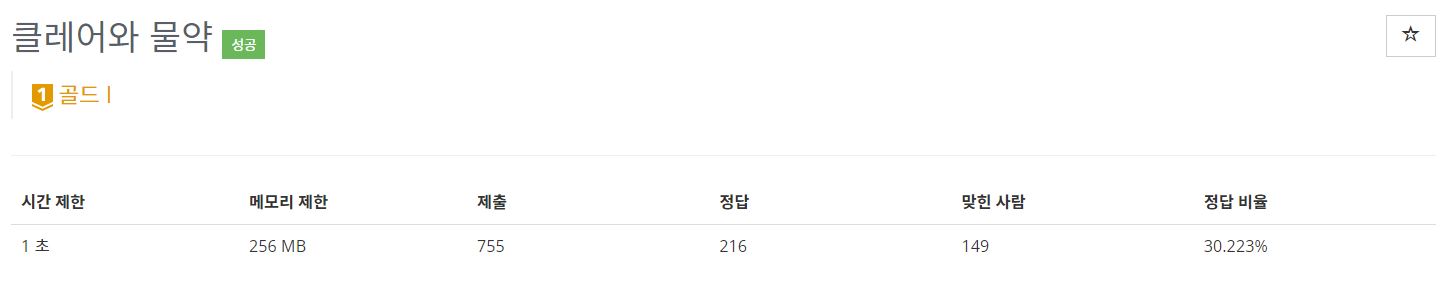 클레어와 물약 성공
1 골드 I
시간 제한 메모리 제한 제출 정답 맞힌 사람 정답 비율
1 초 256 MB 755 216 149 30.223%